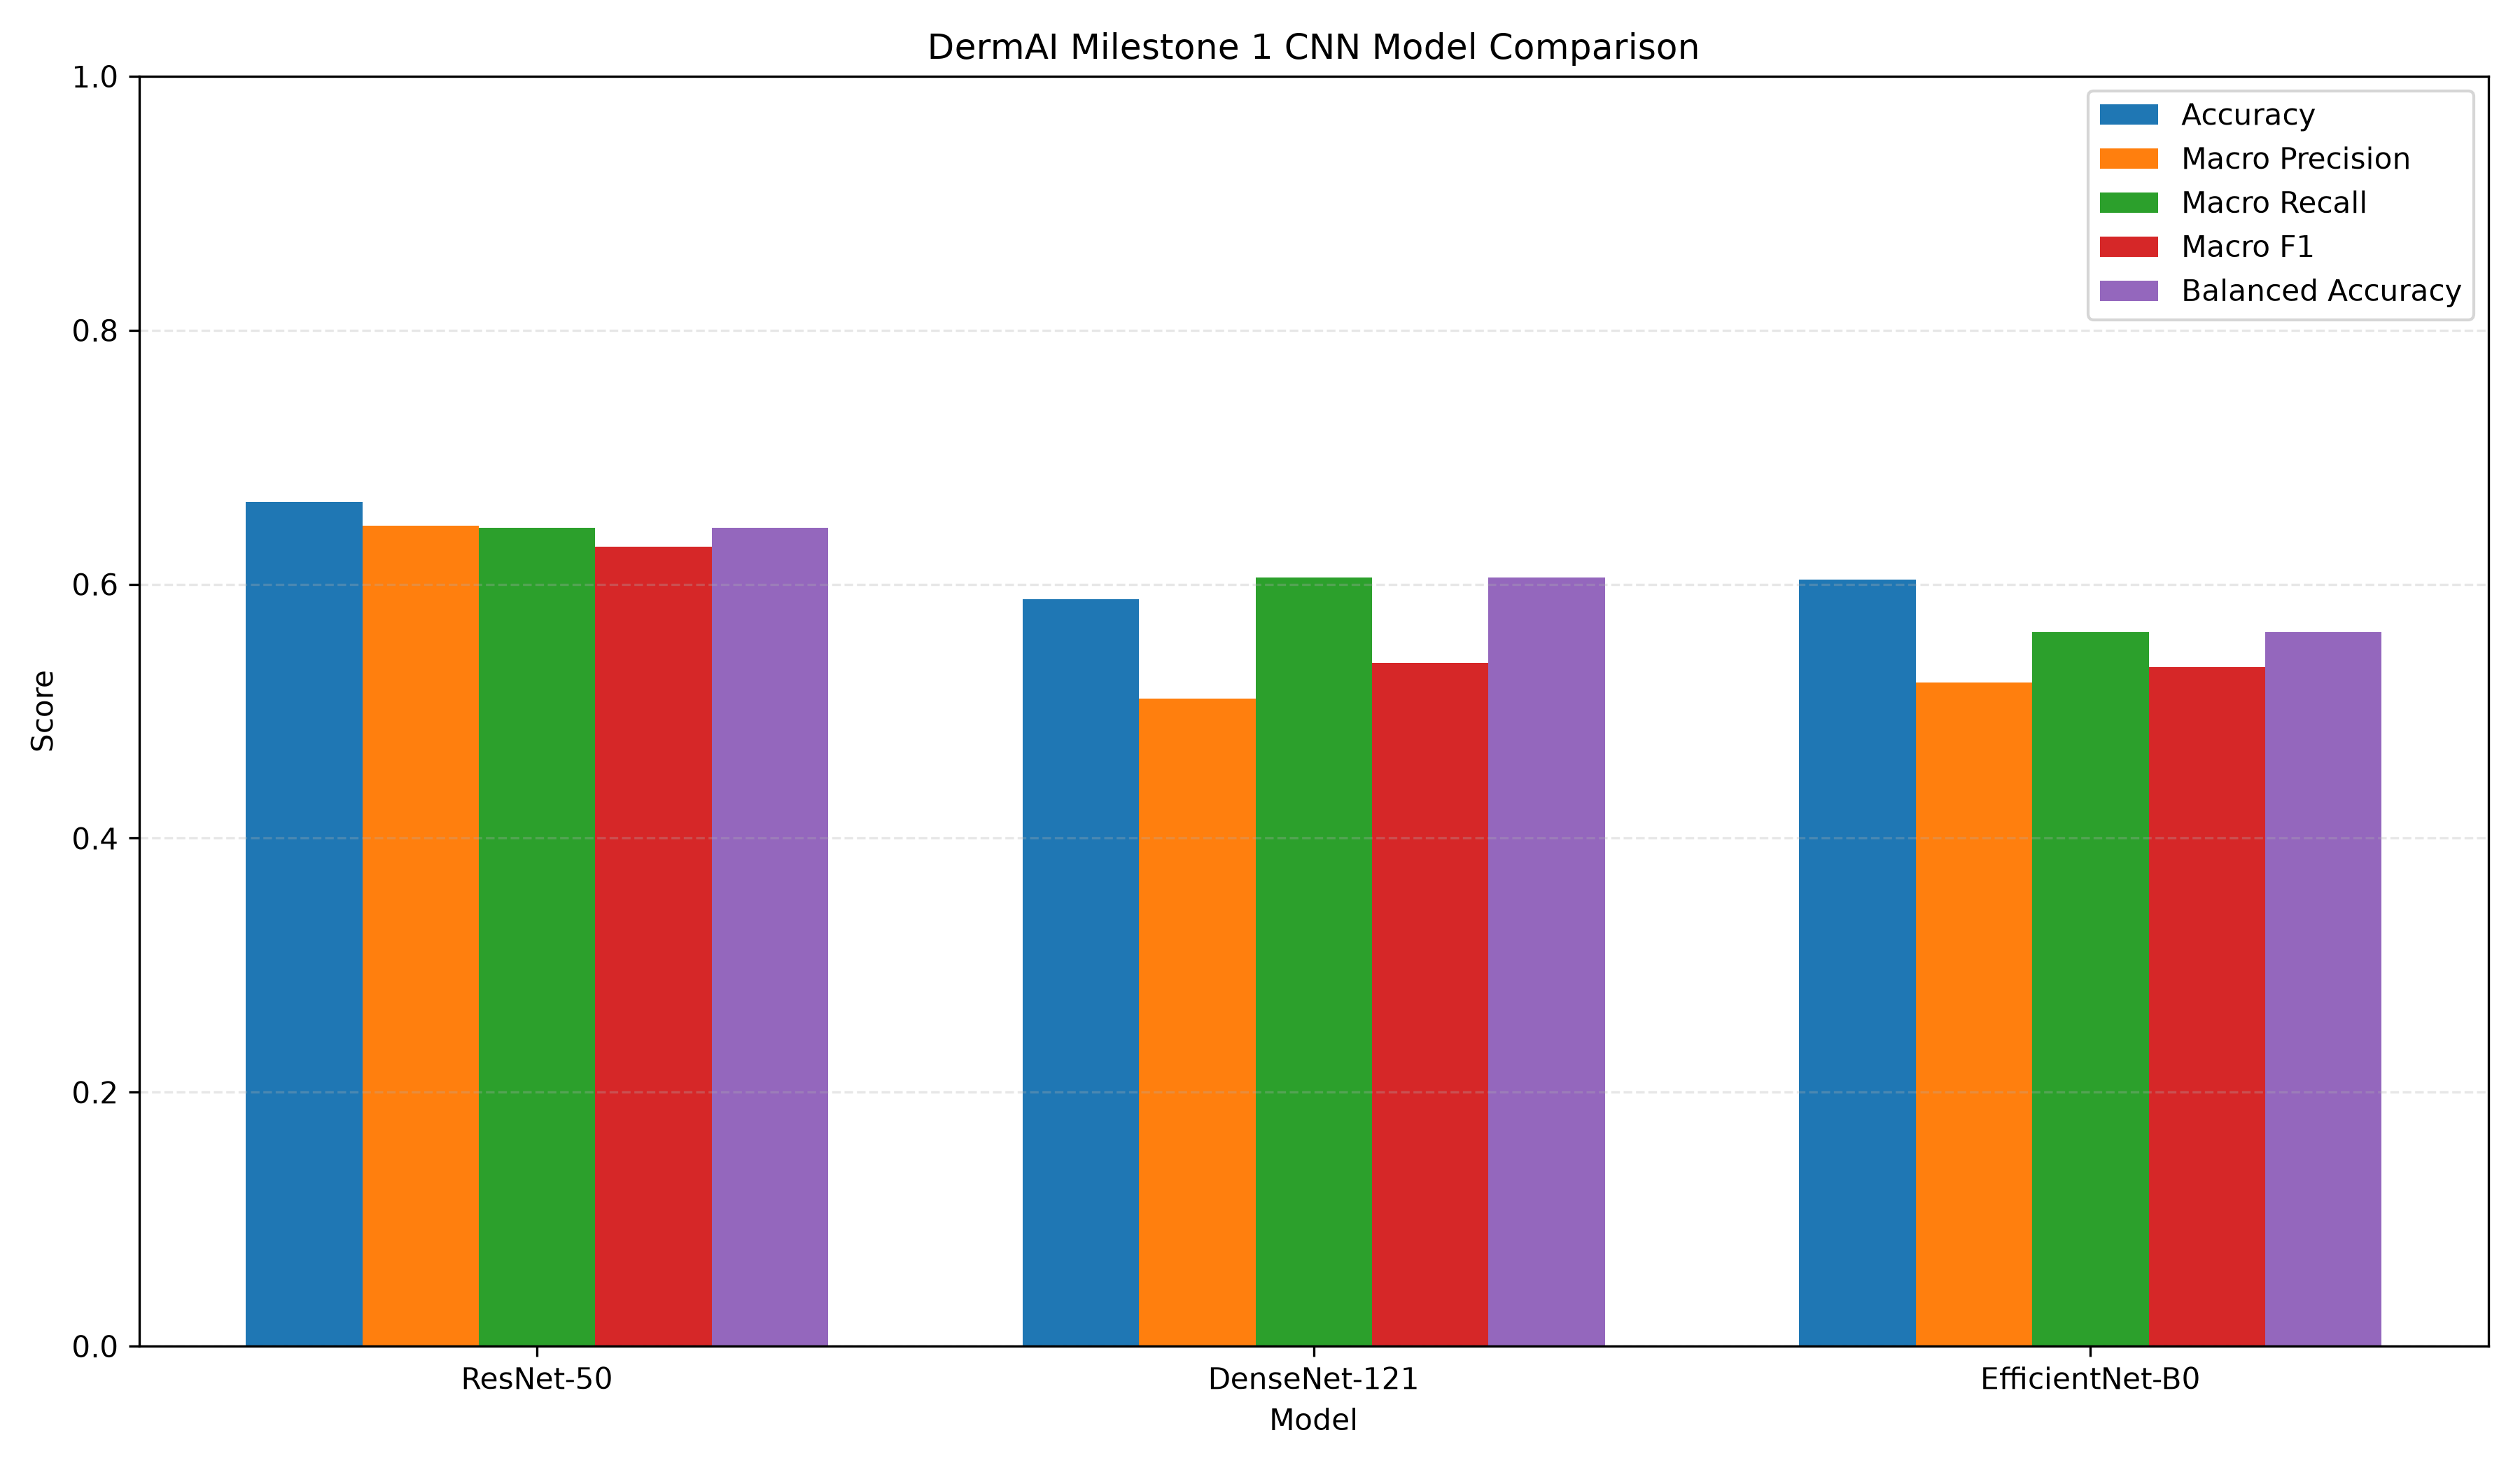 DermAI Milestone 1 CNN Model Comparison
1.0
0.8
0.6
0.4
0.2
0.0
Score
Accuracy
Macro Precision
Macro Recall
Macro F1
Balanced Accuracy
ResNet-50
DenseNet-121
EfficientNet-B0
Model